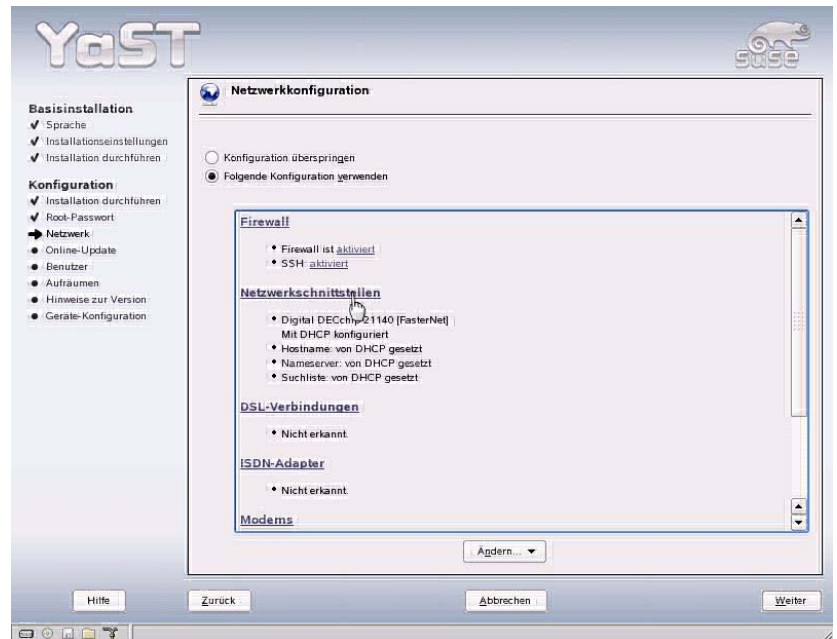 YaST
SUSE
Basisinstallation
Sprache
Installationseinstellungen
Installation durchführen
Konfiguration
Installation durchführen
Root-Passwort
Netzwerk
Online-Update
Benutzer
Aufräumen
Hinweise zur Version
Geräte-Konfiguration
Netzwerkkonfiguration
Konfiguration überspringen
Folgende Konfiguration verwenden
Firewall
Firewall ist aktiviert
SSH: aktiviert
Netzwerkschnittstellen
Digital DECchip 21140 [FasterNet]
Mit DHCP konfiguriert
Hostname: von DHCP gesetzt
Nameserver: von DHCP gesetzt
Suchliste: von DHCP gesetzt
DSL-Verbindungen
Nicht erkannt.
ISDN-Adapter
Nicht erkannt.
Modems
Ändern...
Hilfe
Zurück
Abbrechen
Weiter